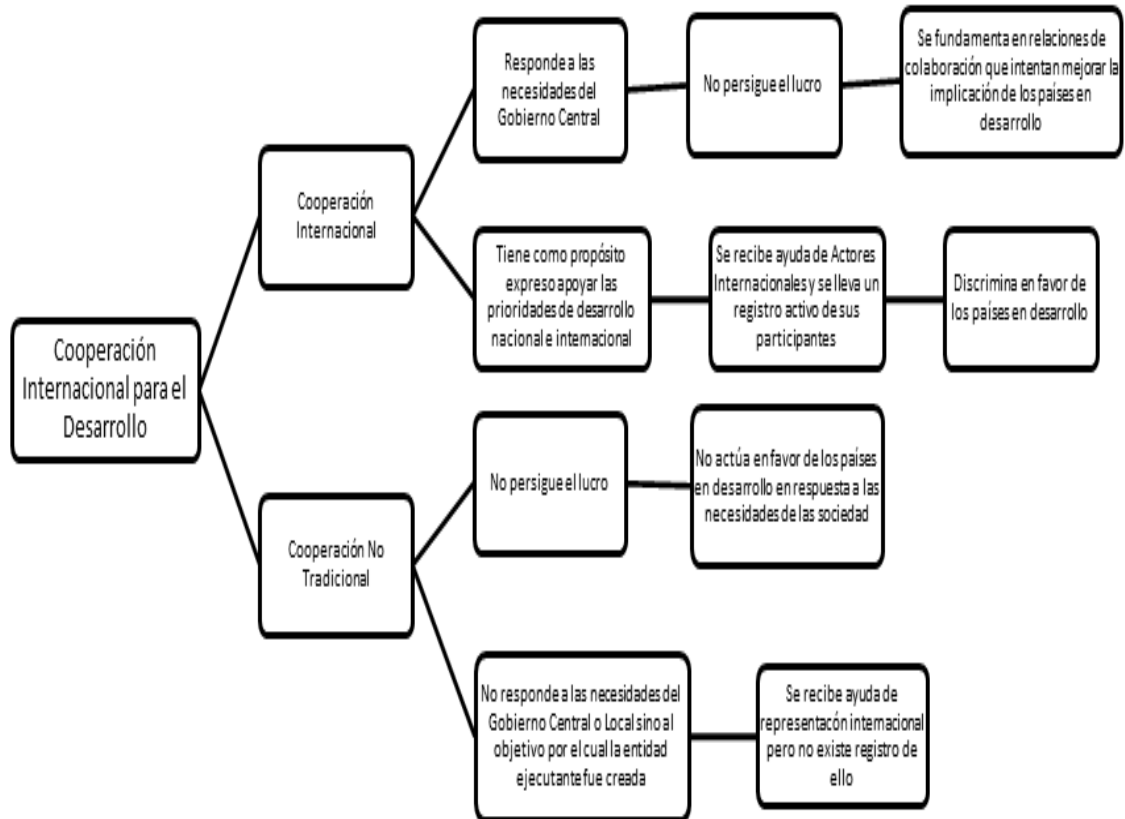 Cooperación
Internacional para el
Desarrollo
Cooperación
Internacional
Responde a las
necesidades del
Gobierno Central
No persigue el lucro
Se fundamenta en relaciones de
colaboración que intentan mejorar la
implicación de los países en
desarrollo
Tiene como propósito
expreso apoyar las
prioridades de desarrollo
nacional e internacional
Se recibe ayuda de Actores
Internacionales y se lleva un
registro activo de sus
participantes
Discrimina en favor de
los países en desarrollo
Cooperación No
Tradicional
No persigue el lucro
No actúa en favor de los países
en desarrollo en respuesta a las
necesidades de las sociedad
No responde a las necesidades del
Gobierno Central o Local sino al
objetivo por el cual la entidad
ejecutante fue creada
Se recibe ayuda de
representacón internacional
pero no existe registro de
ello